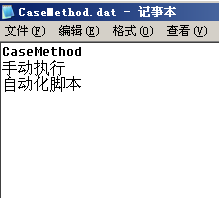 CaseMethod.dat - 记事本
文件(F) 编辑(E) 格式(O) 查看(V)
CaseMethod
手动执行
自动化脚本